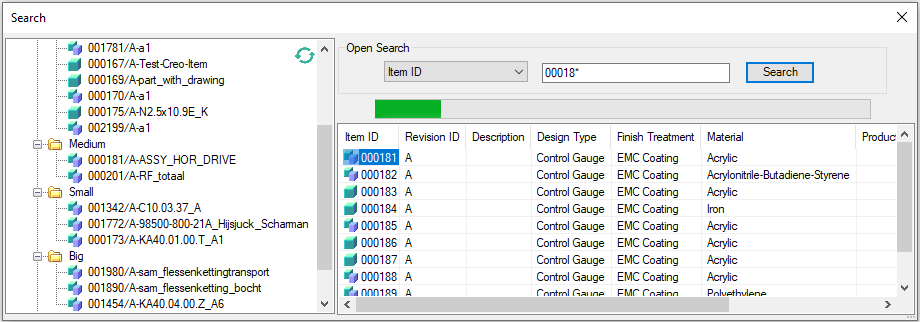 Search
001781/A-a1
000167/A-Test-Creo-Item
000169/A-part_with_drawing
000170/A-a1
000175/A-N2.5x10.9E_K
002199/A-a1
Medium
000181/A-ASSY_HOR_DRIVE
000201/A-RF_totaal
Small
001342/A-C10.03.37_A
001772/A-98500-800-21A_Hijsjuck_Scharman
000173/A-KA40.01.00.T_A1
Big
001980/A-sam_flessenkettingtransport
001890/A-sam_flessenketting_bocht
001454/A-KA40.04.00.Z_A6
Open Search
Item ID 00018* Search
Item ID Revision ID Description Design Type Finish Treatment Material Product
000181 A Control Gauge EMC Coating Acrylic
000182 A Control Gauge EMC Coating Acrylonitrile-Butadiene-Styrene
000183 A Control Gauge EMC Coating Acrylic
000184 A Control Gauge EMC Coating Iron
000185 A Control Gauge EMC Coating Acrylic
000186 A Control Gauge EMC Coating Acrylic
000187 A Control Gauge EMC Coating Acrylic
000188 A Control Gauge EMC Coating Acrylic
000189 A Control Gauge EMC Coating Polyethylene